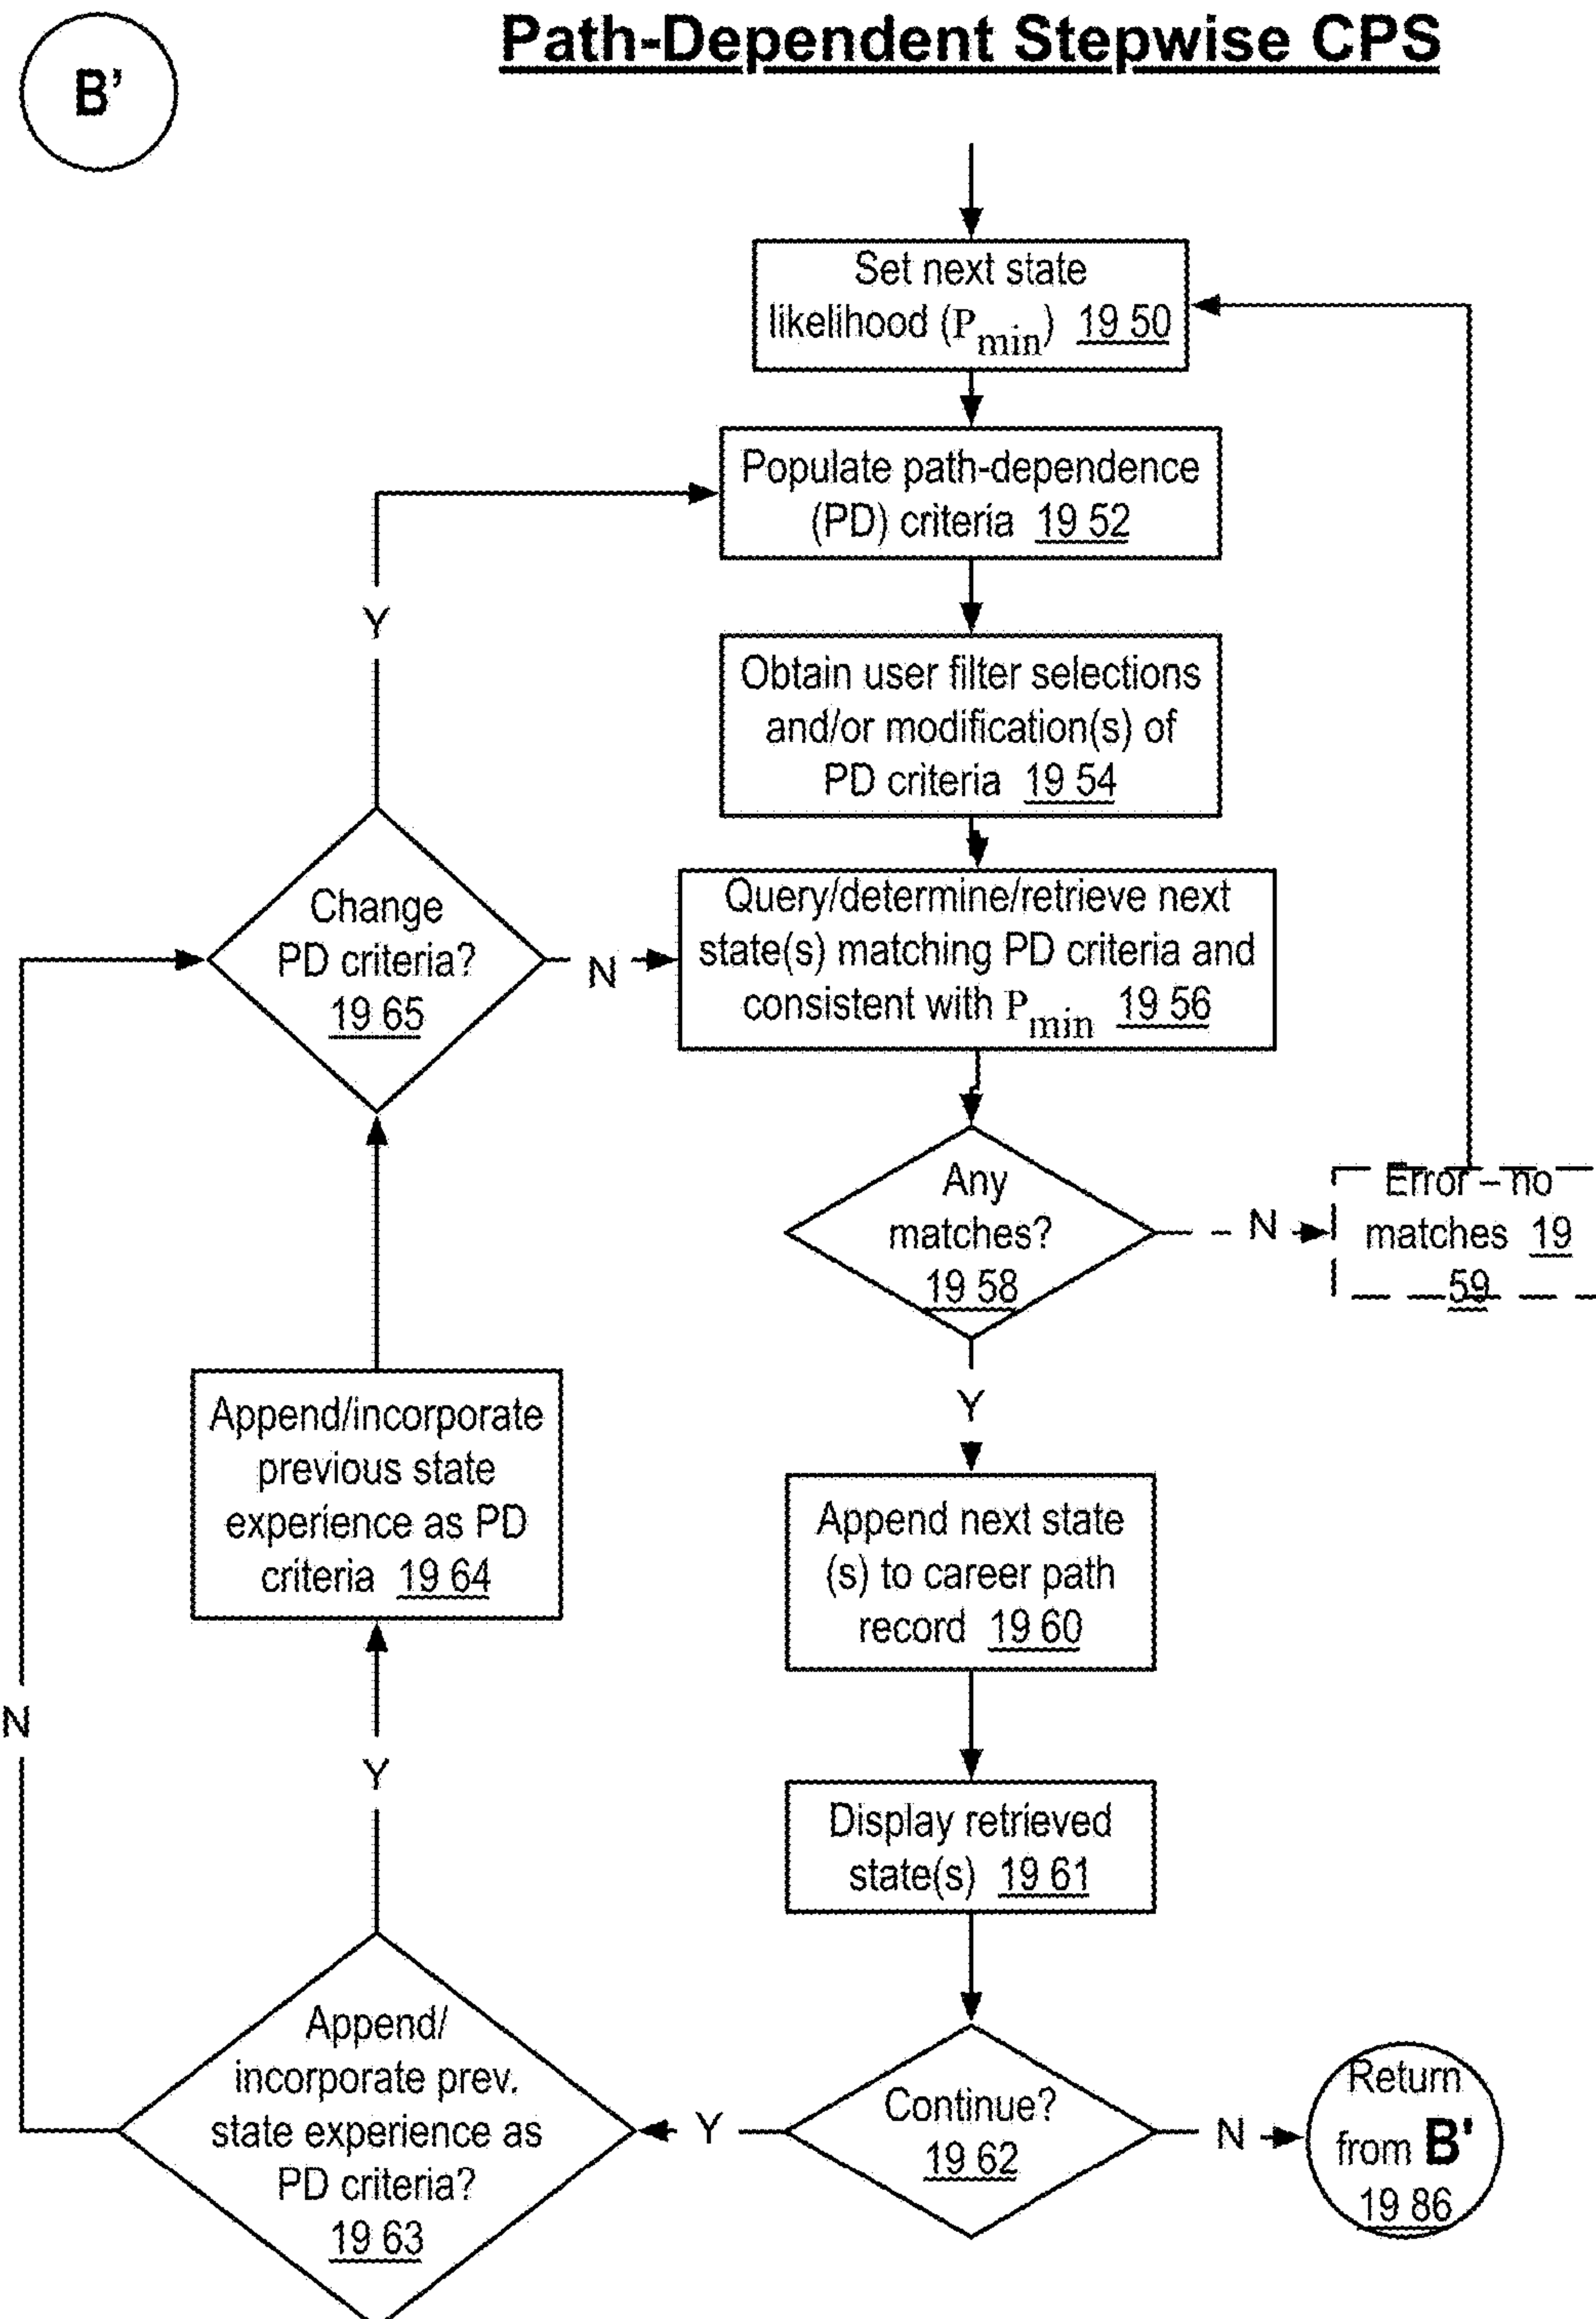 Path-Dependent Stepwise CPS
B'
Set next state
likelihood (Pmin) 19 50
Populate path-dependence
(PD) criteria 19 52
Y
Obtain user filter selections
and/or modification(s) of
PD criteria 19 54
Change
PD criteria?
19 65
N
Query/determine/retrieve next
state(s) matching PD criteria and
consistent with Pmin 19 56
Any
matches?
19 58
N
Error – no
matches 19
59
Y
Append/incorporate
previous state
experience as PD
criteria 19 64
Append next state
(s) to career path
record 19 60
N
Y
Display retrieved
state(s) 19 61
Append/
incorporate prev.
state experience as
PD criteria?
19 63
Y
Continue?
19 62
N
Return
from B'
19 86